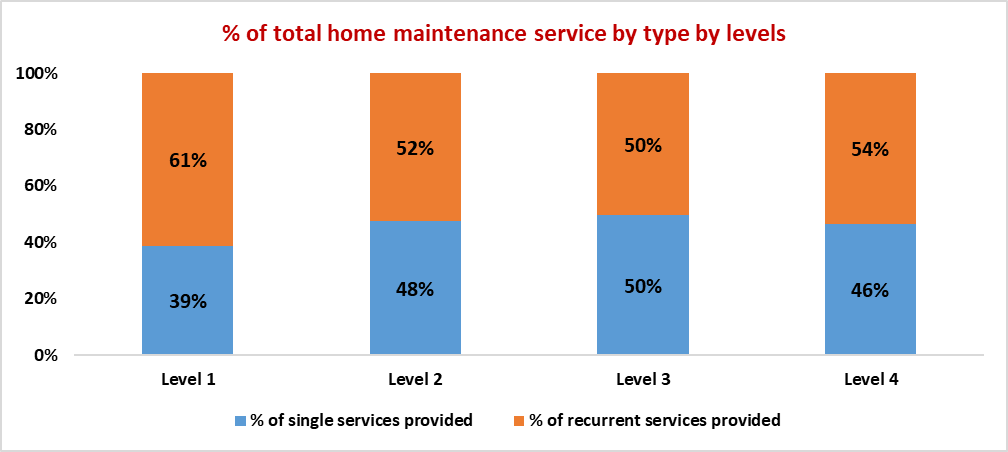 % of total home maintenance service by type by levels
100%
80%
60%
40%
20%
0%
61%
52%
50%
54%
39%
48%
50%
46%
Level 1
Level 2
Level 3
Level 4
% of single services provided
% of recurrent services provided